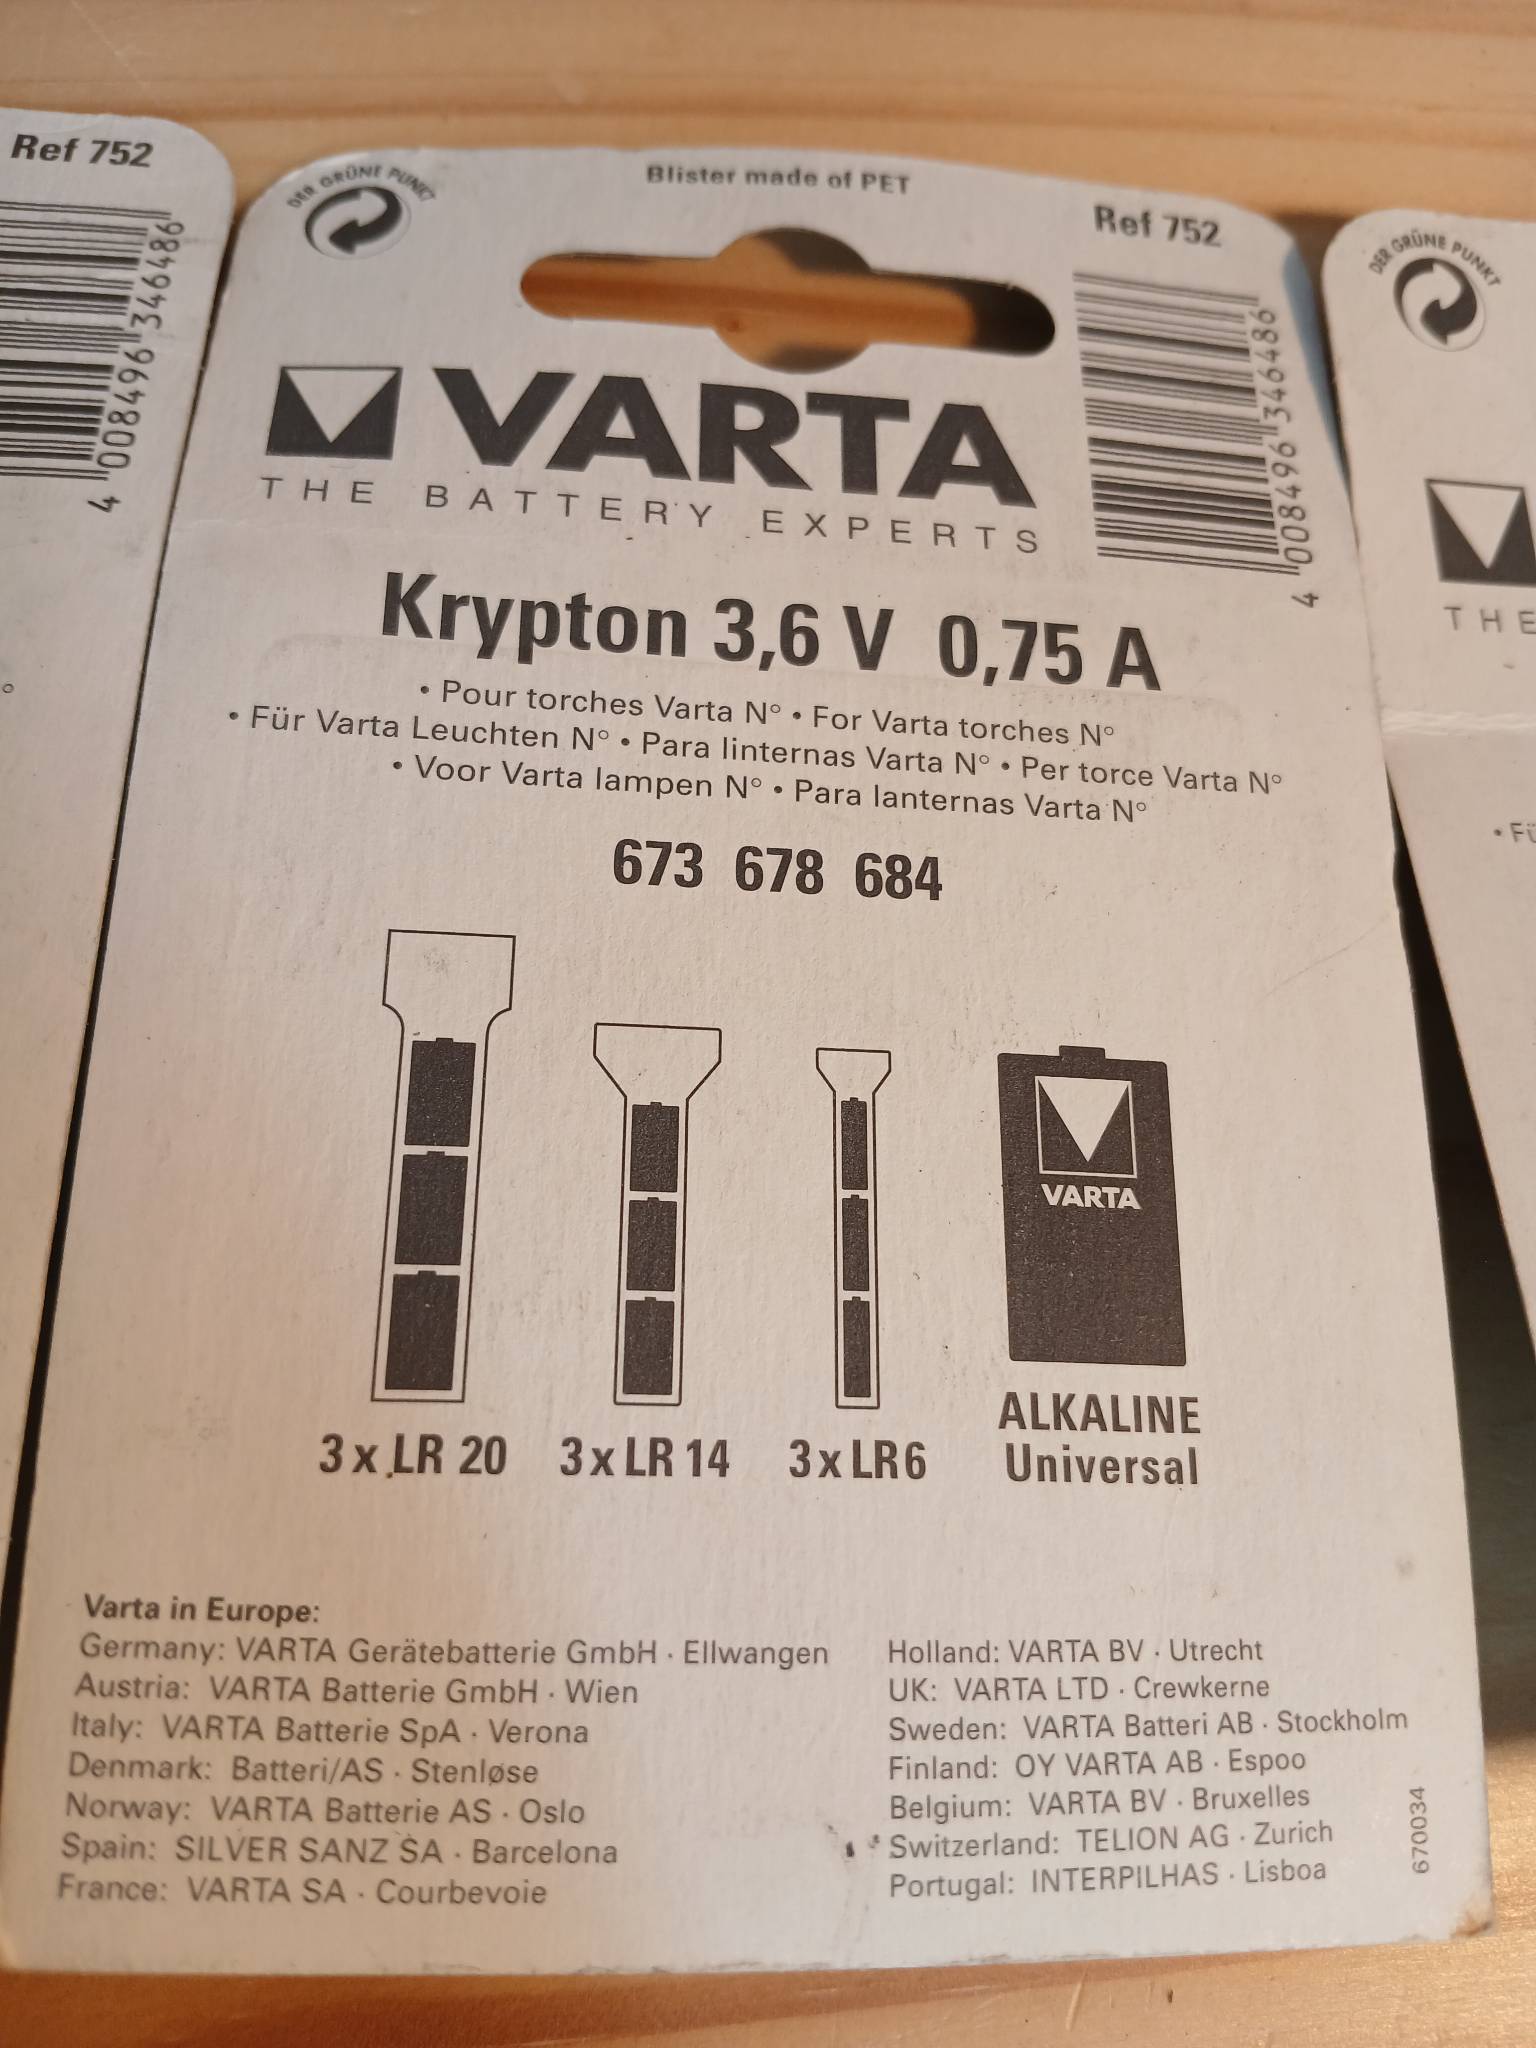 Ref 752
4 008496 346486
DER GRÜNE PUNKT
Blister made of PET
Ref 752
4 008496 346486
VARTA
THE BATTERY EXPERTS
Krypton 3,6 V 0,75 A
• Pour torches Varta N° • For Varta torches N°
• Für Varta Leuchten N° • Para linternas Varta N° • Per torce Varta N°
• Voor Varta lampen N° • Para lanternas Varta N°
673 678 684
VARTA
3 x LR 20 3 x LR 14 3 x LR6
ALKALINE
Universal
Varta in Europe:
Germany: VARTA Gerätebatterie GmbH · Ellwangen
Austria: VARTA Batterie GmbH · Wien
Italy: VARTA Batterie SpA · Verona
Denmark: Batteri/AS · Stenløse
Norway: VARTA Batterie AS · Oslo
Spain: SILVER SANZ SA · Barcelona
France: VARTA SA · Courbevoie
Holland: VARTA BV · Utrecht
UK: VARTA LTD · Crewkerne
Sweden: VARTA Batteri AB · Stockholm
Finland: OY VARTA AB · Espoo
Belgium: VARTA BV · Bruxelles
Switzerland: TELION AG · Zurich
Portugal: INTERPILHAS · Lisboa
670034
DER GRÜNE PUNKT
THE
• Fü